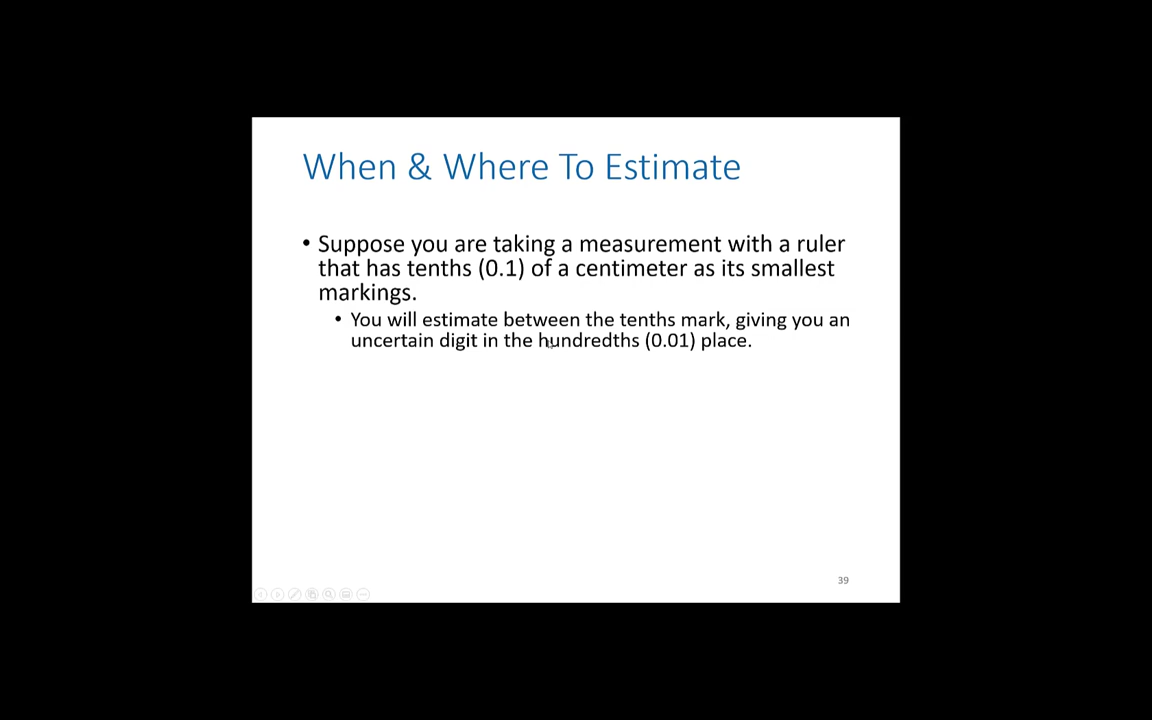 When & Where To Estimate
• Suppose you are taking a measurement with a ruler
that has tenths (0.1) of a centimeter as its smallest
markings.
• You will estimate between the tenths mark, giving you an
uncertain digit in the hundredths (0.01) place.
39